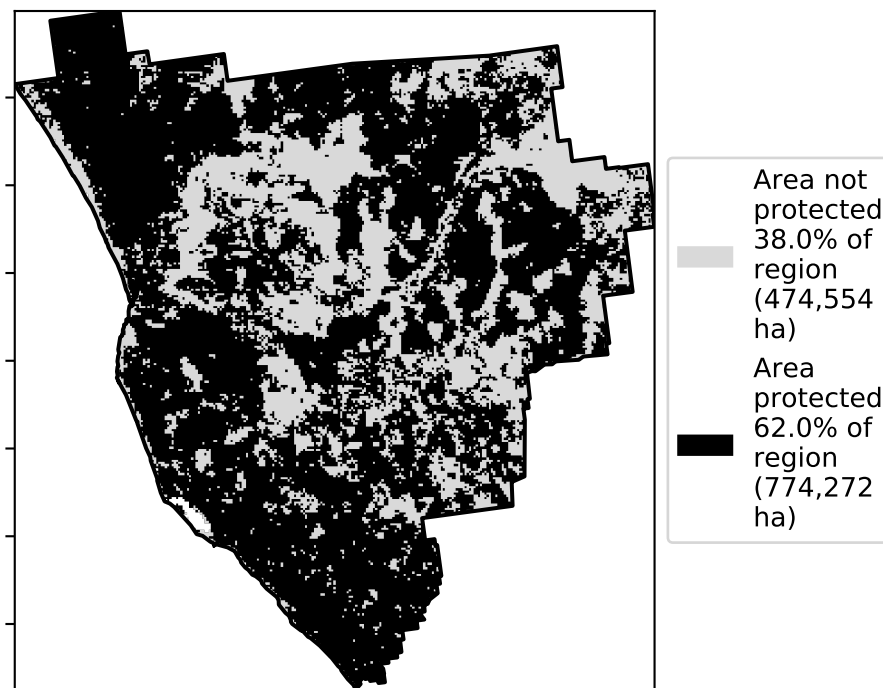 Area not
protected
38.0% of
region
(474,554
ha)
Area
protected
62.0% of
region
(774,272
ha)